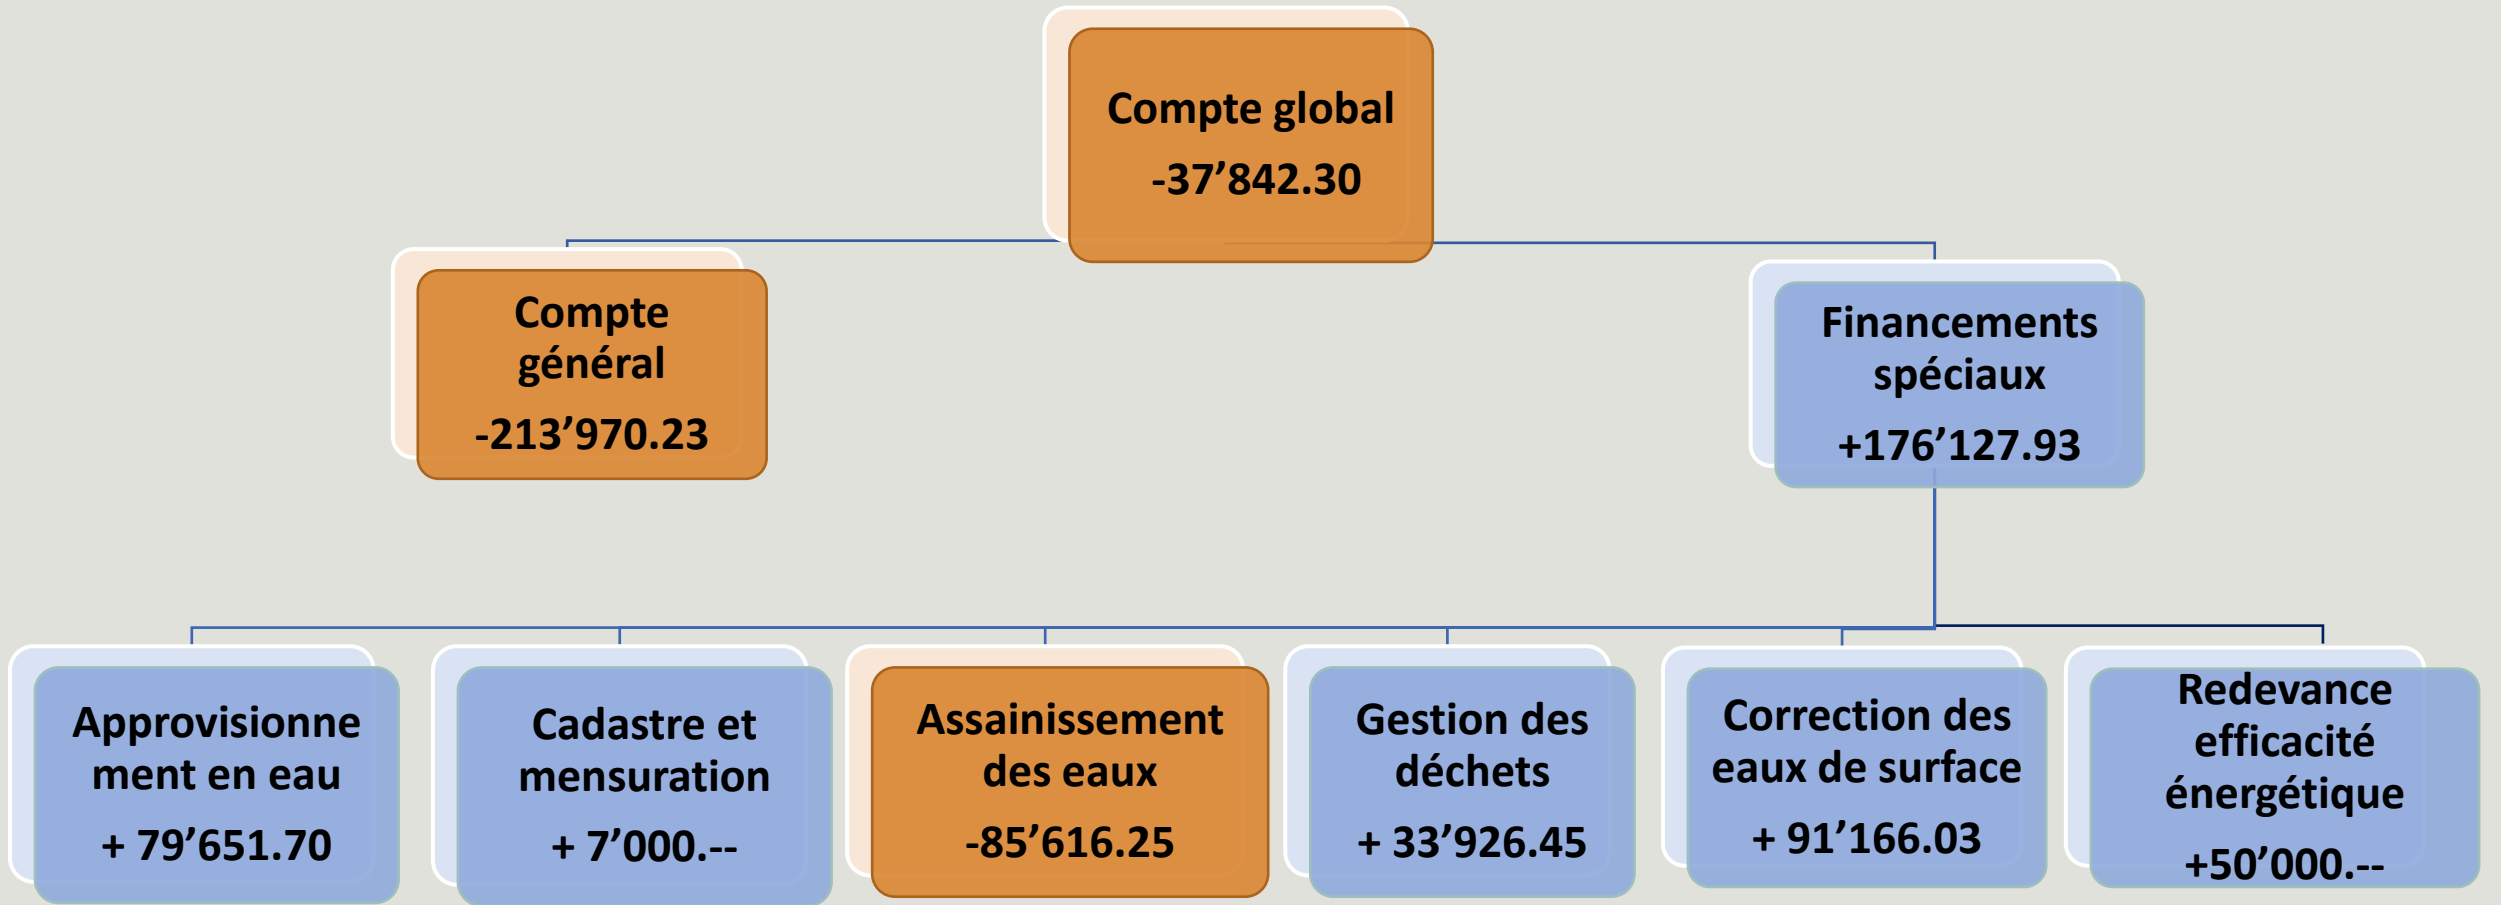 Compte global
-37’842.30
Compte
général
-213’970.23
Financements
spéciaux
+176’127.93
Approvisionne
ment en eau
+ 79’651.70
Cadastre et
mensuration
+ 7’000.--
Assainissement
des eaux
-85’616.25
Gestion des
déchets
+ 33’926.45
Correction des
eaux de surface
+ 91’166.03
Redevance
efficacité
énergétique
+50’000.--